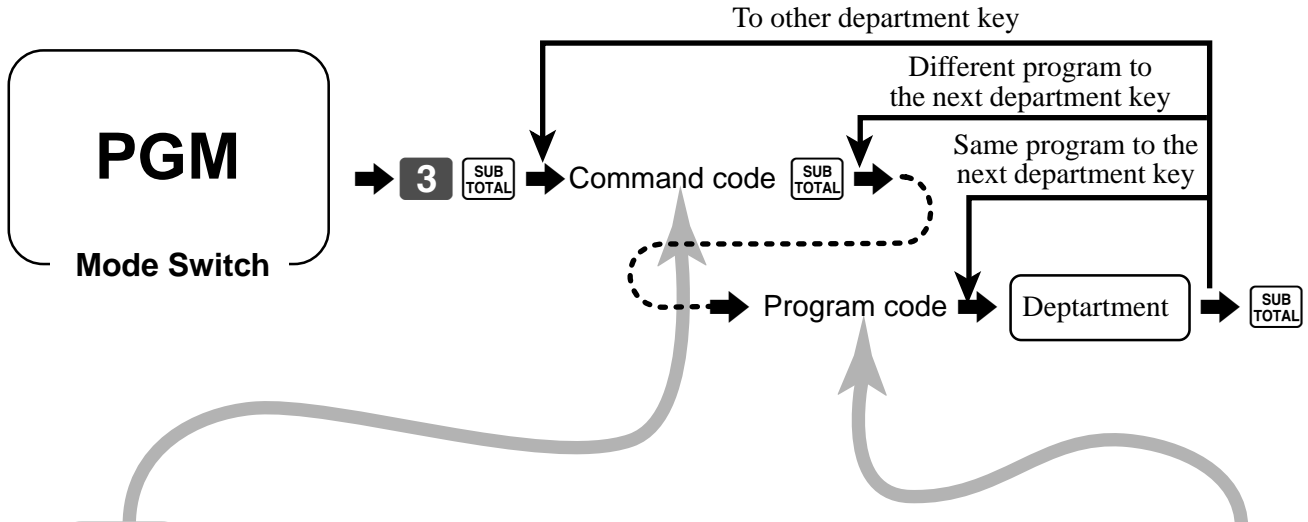 To other department key
Different program to
the next department key
Same program to the
next department key
PGM
Mode Switch
3 SUB TOTAL Command code SUB TOTAL
Program code Deptartment SUB TOTAL